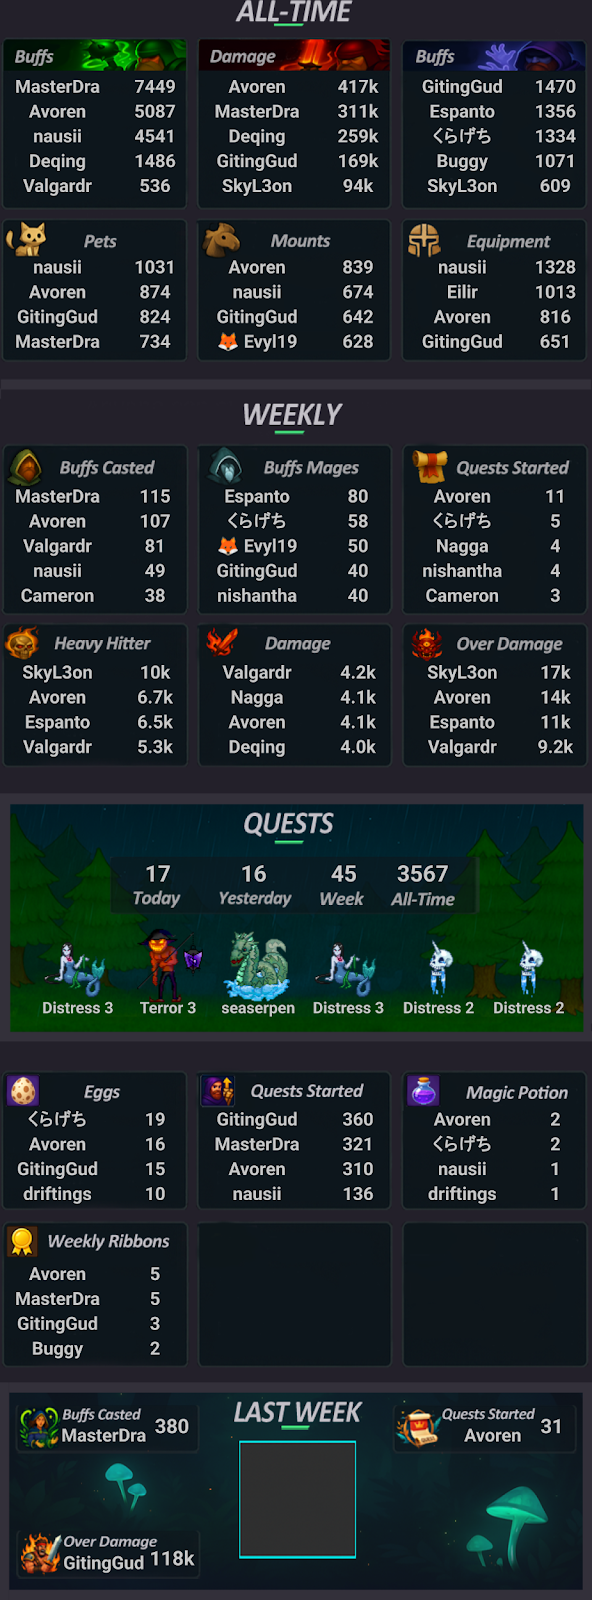 ALL-TIME
Buffs
MasterDra 7449
Avoren 5087
nausii 4541
Deqing 1486
Valgardr 536
Damage
Avoren 417k
MasterDra 311k
Deqing 259k
GitingGud 169k
SkyL3on 94k
Buffs
GitingGud 1470
Espanto 1356
くらげち 1334
Buggy 1071
SkyL3on 609
Pets
nausii 1031
Avoren 874
GitingGud 824
MasterDra 734
Mounts
Avoren 839
nausii 674
GitingGud 642
🦊 Evyl19 628
Equipment
nausii 1328
Eilir 1013
Avoren 816
GitingGud 651
WEEKLY
Buffs Casted
MasterDra 115
Avoren 107
Valgardr 81
nausii 49
Cameron 38
Buffs Mages
Espanto 80
くらげち 58
🦊 Evyl19 50
GitingGud 40
nishantha 40
Quests Started
Avoren 11
くらげち 5
Nagga 4
nishantha 4
Cameron 3
Heavy Hitter
SkyL3on 10k
Avoren 6.7k
Espanto 6.5k
Valgardr 5.3k
Damage
Valgardr 4.2k
Nagga 4.1k
Avoren 4.1k
Deqing 4.0k
Over Damage
SkyL3on 17k
Avoren 14k
Espanto 11k
Valgardr 9.2k
QUESTS
17 16 45 3567
Today Yesterday Week All-Time
Distress 3 Terror 3 seaserpen Distress 3 Distress 2 Distress 2
Eggs
くらげち 19
Avoren 16
GitingGud 15
driftings 10
Quests Started
GitingGud 360
MasterDra 321
Avoren 310
nausii 136
Magic Potion
Avoren 2
くらげち 2
nausii 1
driftings 1
Weekly Ribbons
Avoren 5
MasterDra 5
GitingGud 3
Buggy 2
LAST WEEK
Buffs Casted
MasterDra 380
Quests Started
Avoren 31
Over Damage
GitingGud 118k